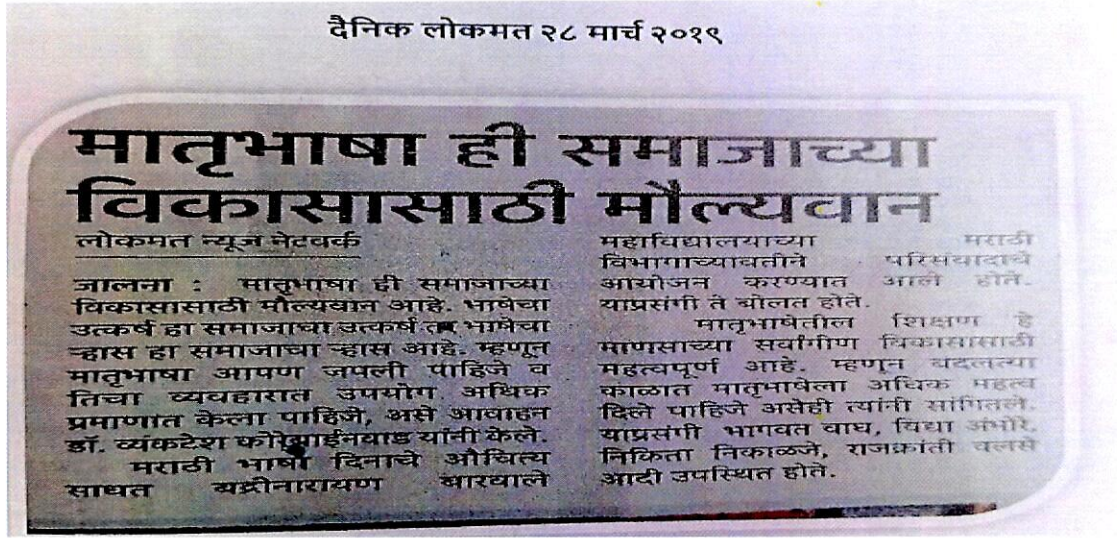 दैनिक लोकमत २८ मार्च २०१९
मातृभाषा ही समाजाच्या
विकासासाठी मौल्यवान
लोकमत न्यूज नेटवर्क
जालना : मातृभाषा ही समाजाच्या
विकासासाठी मौल्यवान आहे. भाषेचा
उत्कर्ष हा समाजाचा उत्कर्ष तर भाषेचा
ऱ्हास हा समाजाचा ऱ्हास आहे. म्हणून
मातृभाषा आपण जपली पाहिजे व
तिचा व्यवहारात उपयोग अधिक
प्रमाणात केला पाहिजे, असे आवाहन
डॉ. व्यंकटेश यांनी केले.
मराठी भाषा दिनाचे औचित्य
साधत बद्रीनारायण बारवाले
महाविद्यालयाच्या मराठी
विभागाच्यावतीने परिसंवादाचे
आयोजन करण्यात आले होते.
याप्रसंगी ते बोलत होते.
मातृभाषेतील शिक्षण हे
माणसाच्या सर्वांगीण विकासासाठी
महत्वपूर्ण आहे. म्हणून बदलत्या
काळात मातृभाषेला अधिक महत्व
दिले पाहिजे असेही त्यांनी सांगितले.
याप्रसंगी भागवत वाघ, विद्या अंभोरे,
निकिता निकाळजे, राजक्रांती वलसे
आदी उपस्थित होते.